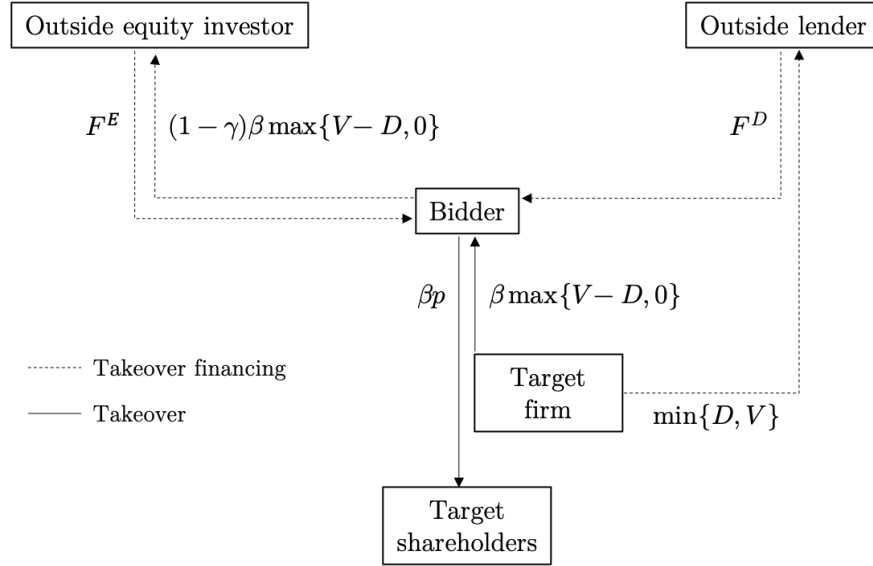 Outside equity investor
Outside lender
F^E
(1 − γ)β max{V − D, 0}
F^D
Bidder
βp
β max{V − D, 0}
Takeover financing
Takeover
Target
firm
min{D, V}
Target
shareholders